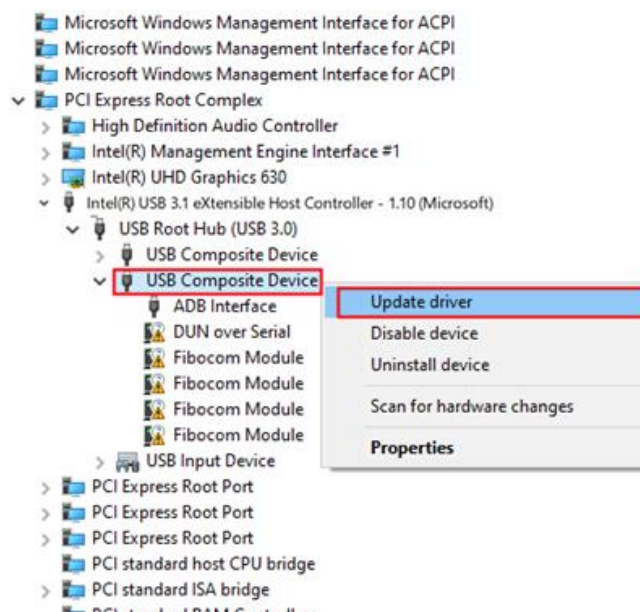 Microsoft Windows Management Interface for ACPI
Microsoft Windows Management Interface for ACPI
Microsoft Windows Management Interface for ACPI
PCI Express Root Complex
High Definition Audio Controller
Intel(R) Management Engine Interface #1
Intel(R) UHD Graphics 630
Intel(R) USB 3.1 eXtensible Host Controller - 1.10 (Microsoft)
USB Root Hub (USB 3.0)
USB Composite Device
USB Composite Device
ADB Interface
DUN over Serial
Fibocom Module
Fibocom Module
Fibocom Module
Fibocom Module
USB Input Device
PCI Express Root Port
PCI Express Root Port
PCI Express Root Port
PCI standard host CPU bridge
PCI standard ISA bridge
PCI standard RAM Controller
Update driver
Disable device
Uninstall device
Scan for hardware changes
Properties